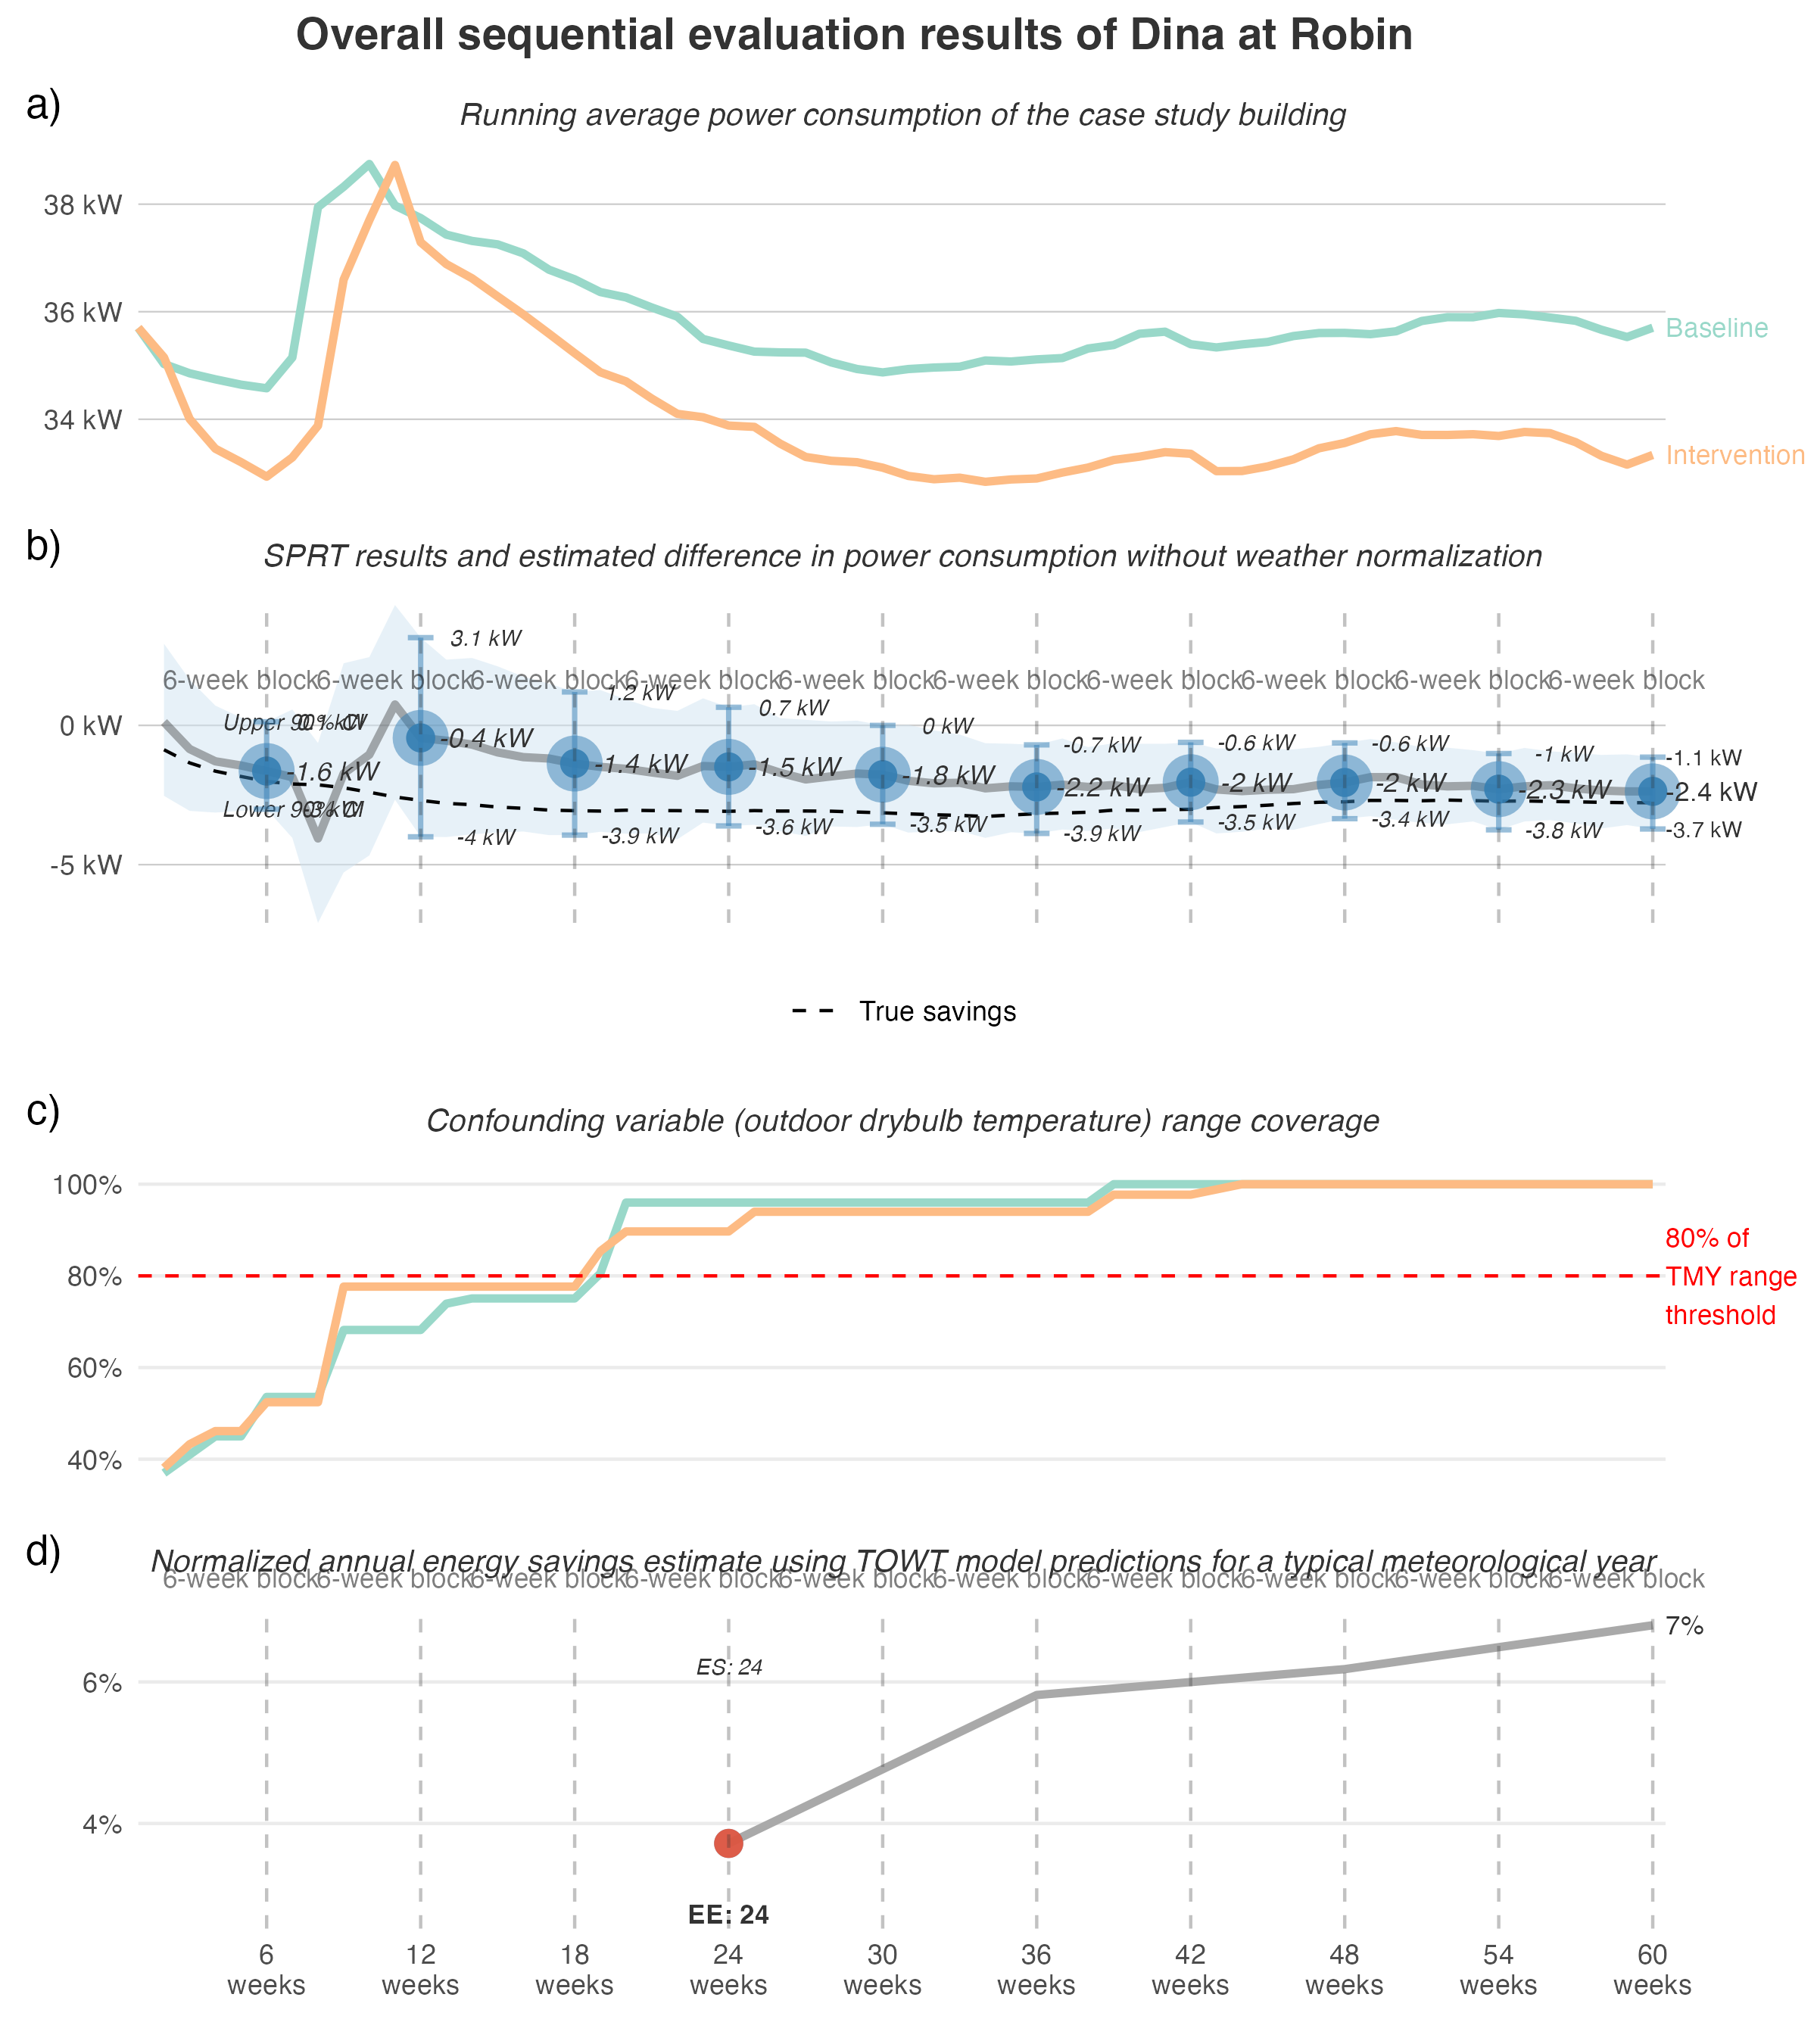 Overall sequential evaluation results of Dina at Robin
a)
Running average power consumption of the case study building
38 kW
36 kW
34 kW
Baseline
Intervention
b)
SPRT results and estimated difference in power consumption without weather normalization
3.1 kW
6-week block 6-week block 6-week block 6-week block 6-week block 6-week block 6-week block 6-week block 6-week block 6-week block
1.2 kW
0.7 kW
0 kW
Upper 90% CI
0.1 kW
0 kW
-0.7 kW
-0.6 kW
-0.6 kW
-1 kW
-1.1 kW
-1.6 kW
-0.4 kW
-1.4 kW
-1.5 kW
-1.8 kW
-2.2 kW
-2 kW
-2 kW
-2.3 kW
-2.4 kW
Lower 90% CI
-3 kW
-4 kW
-3.9 kW
-3.6 kW
-3.5 kW
-3.9 kW
-3.5 kW
-3.4 kW
-3.8 kW
-3.7 kW
-5 kW
True savings
c)
Confounding variable (outdoor drybulb temperature) range coverage
100%
80%
60%
40%
80% of
TMY range
threshold
d)
Normalized annual energy savings estimate using TOWT model predictions for a typical meteorological year
6-week block 6-week block 6-week block 6-week block 6-week block 6-week block 6-week block 6-week block 6-week block 6-week block
7%
ES: 24
6%
4%
EE: 24
6 12 18 24 30 36 42 48 54 60
weeks weeks weeks weeks weeks weeks weeks weeks weeks weeks